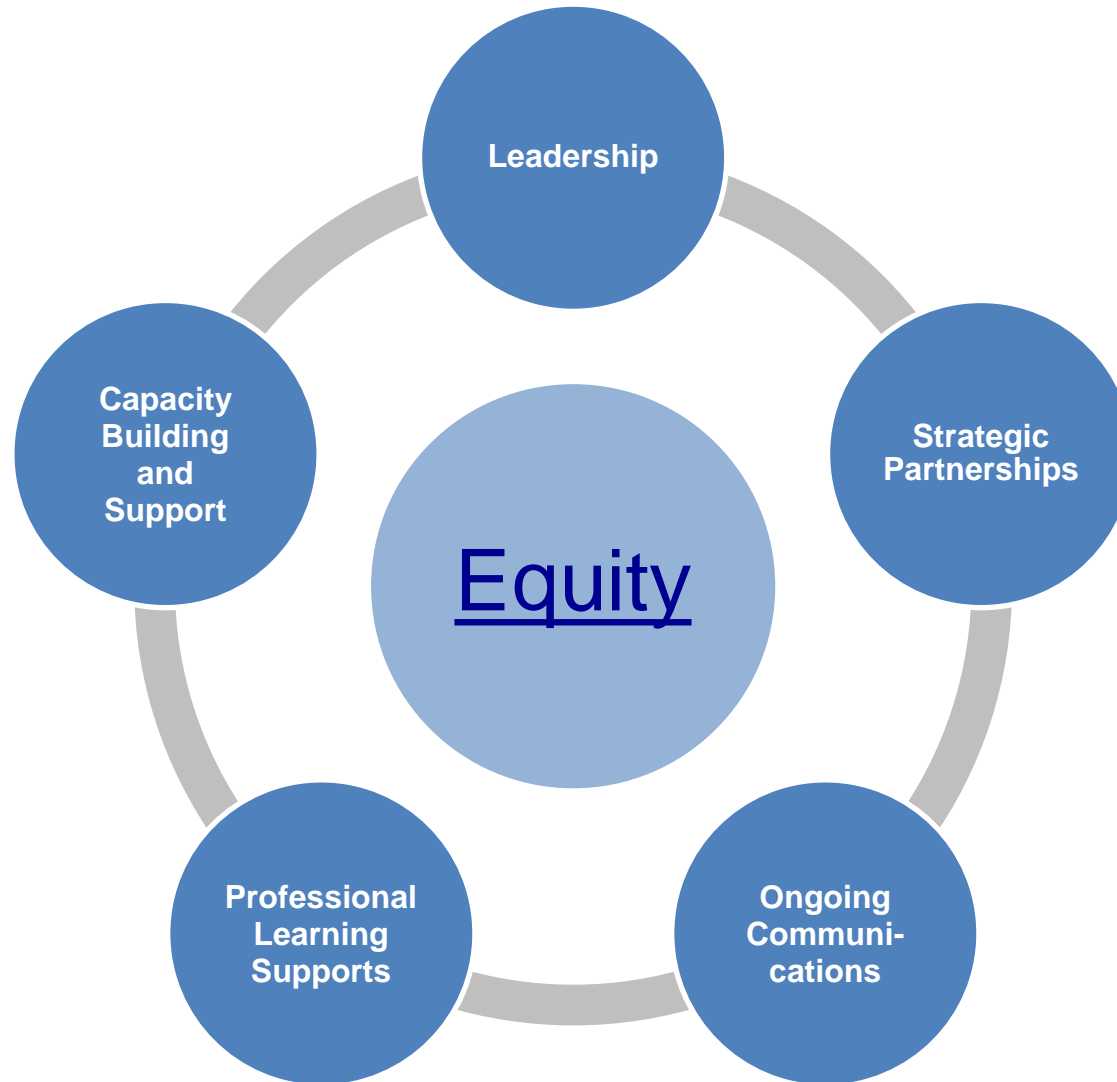 Leadership
Capacity
Building
and
Support
Strategic
Partnerships
Equity
Professional
Learning
Supports
Ongoing
Communi-
cations